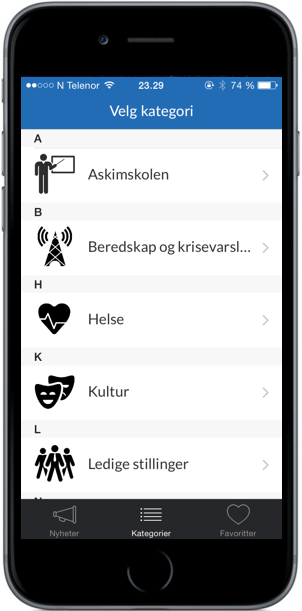 N Telenor 23.29 74 %
Velg kategori
A
Askimskolen
B
Beredskap og krisevarsl...
H
Helse
K
Kultur
L
Ledige stillinger
Nyheter Kategorier Favoritter